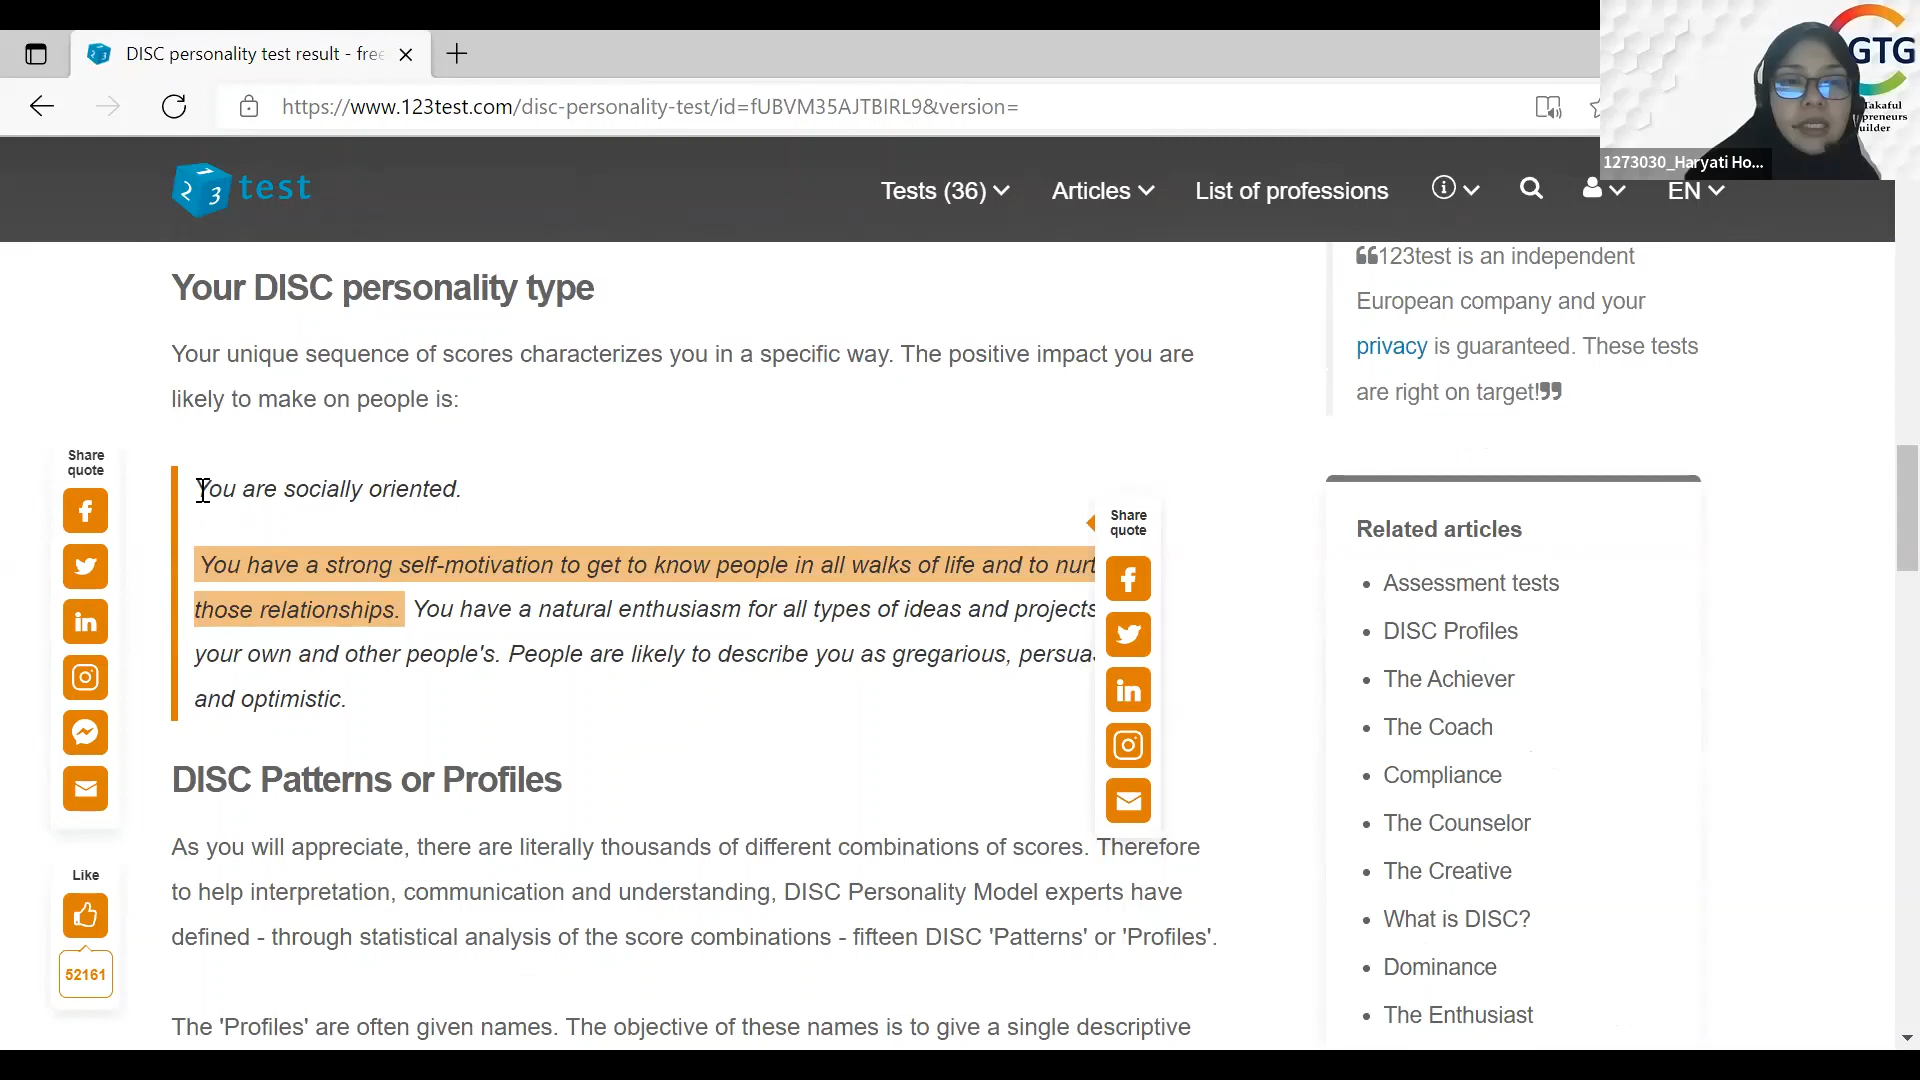 DISC personality test result - free
https://www.123test.com/disc-personality-test/id=fUBVM35AJTBIRL9&version=
GTG
Takaful
preneurs
uilder
1273030_Haryati Ho...
123 test
Tests (36)
Articles
List of professions
EN
Your DISC personality type
Your unique sequence of scores characterizes you in a specific way. The positive impact you are
likely to make on people is:
Share
quote
You are socially oriented.
You have a strong self-motivation to get to know people in all walks of life and to nurt
those relationships. You have a natural enthusiasm for all types of ideas and projects
your own and other people's. People are likely to describe you as gregarious, persua
and optimistic.
Share
quote
DISC Patterns or Profiles
As you will appreciate, there are literally thousands of different combinations of scores. Therefore
to help interpretation, communication and understanding, DISC Personality Model experts have
defined - through statistical analysis of the score combinations - fifteen DISC 'Patterns' or 'Profiles'.
The 'Profiles' are often given names. The objective of these names is to give a single descriptive
Like
52161
❝123test is an independent
European company and your
privacy is guaranteed. These tests
are right on target!❞
Related articles
• Assessment tests
• DISC Profiles
• The Achiever
• The Coach
• Compliance
• The Counselor
• The Creative
• What is DISC?
• Dominance
• The Enthusiast